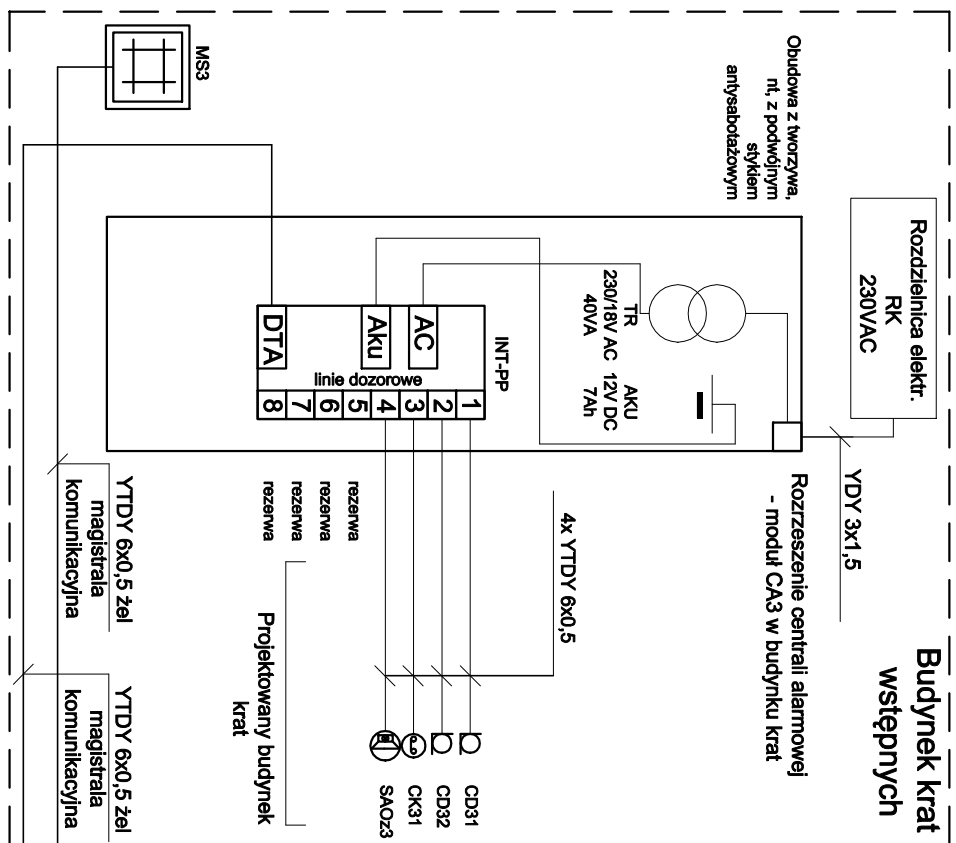 Budynek krat
wstępnych
Rozdzielnica elektr.
RK
230VAC
YDY 3x1,5
Rozrzeszenie centrali alarmowej
- moduł CA3 w budynku krat
Obudowa z tworzywa,
nt, z podwójnym
stykiem
antysabotażowym
TR
230/18V AC
40VA
AKU
12V DC
7Ah
INT-PP
AC
Aku
DTA
linie dozorowe
1
2
3
4
5
6
7
8
rezerwa
rezerwa
rezerwa
rezerwa
4x YTDY 6x0,5
CD31
CD32
CK31
SAOz3
Projektowany budynek
krat
MS3
YTDY 6x0,5 żel
magistrala
komunikacyjna
YTDY 6x0,5 żel
magistrala
komunikacyjna